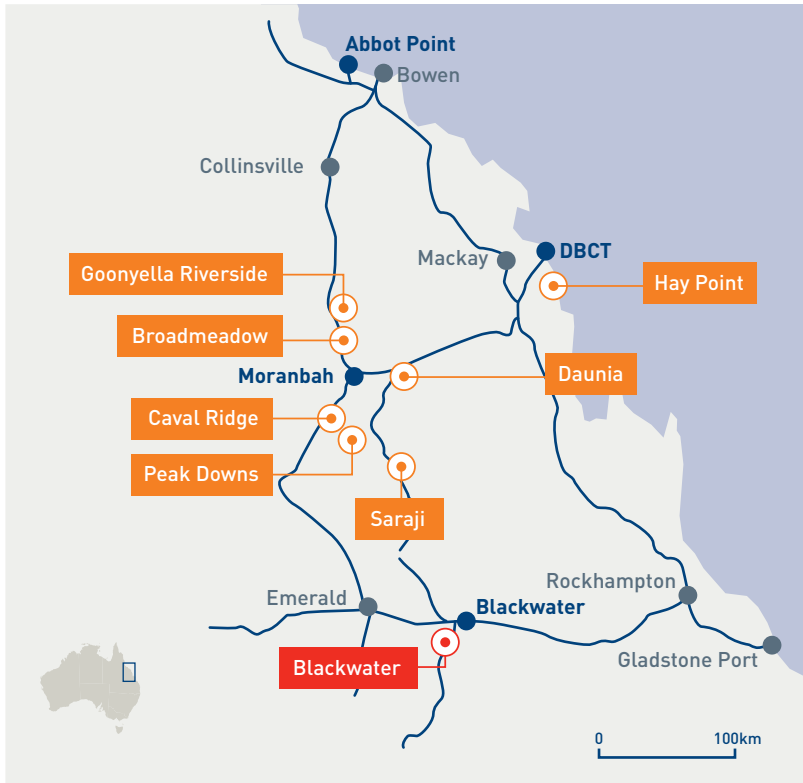 Abbot Point
Bowen
Collinsville
Mackay
DBCT
Goonyella Riverside
Hay Point
Broadmeadow
Moranbah
Daunia
Caval Ridge
Peak Downs
Saraji
Rockhampton
Emerald
Blackwater
Blackwater
Gladstone Port
0 100km